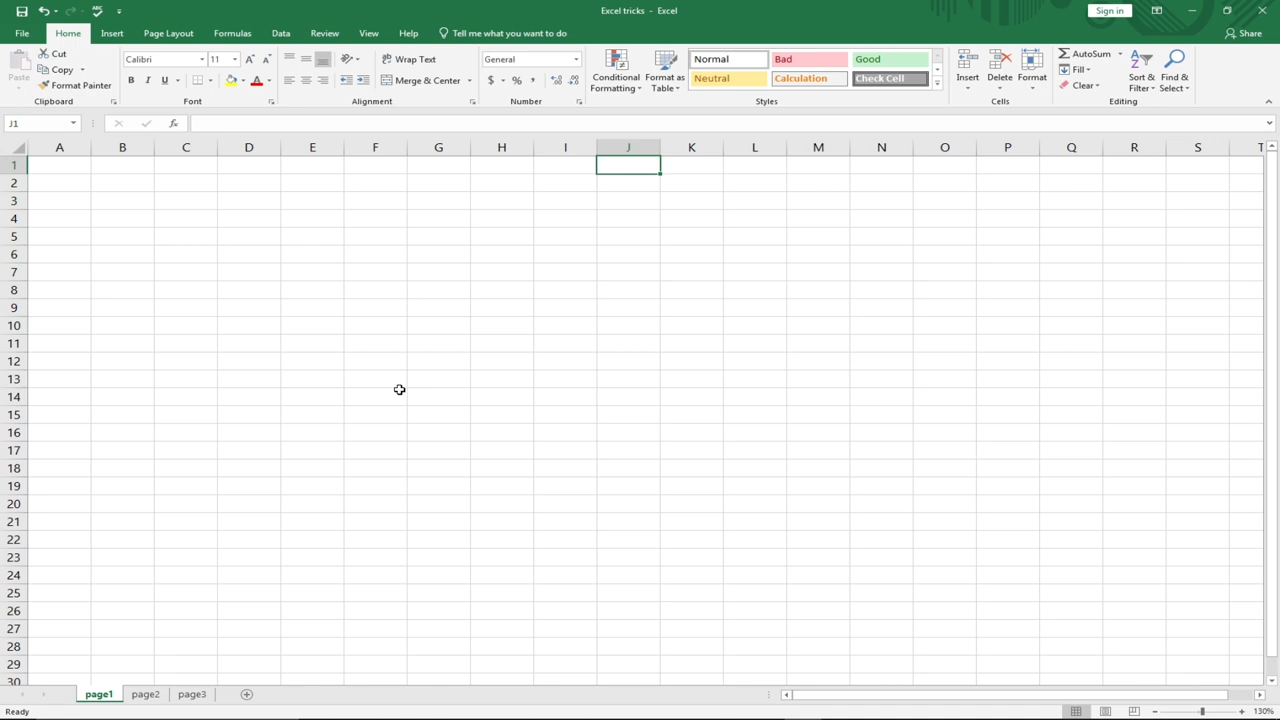 Excel tricks - Excel
Sign in
File Home Insert Page Layout Formulas Data Review View Help Tell me what you want to do Share
Paste
Cut
Copy
Format Painter
Clipboard
Calibri 11
B I U
Font
Wrap Text
Merge & Center
Alignment
General
$ % ,
Number
Conditional Formatting
Format as Table
Normal Bad Good
Neutral Calculation Check Cell
Styles
Insert Delete Format
Cells
AutoSum
Fill
Clear
Sort & Filter
Find & Select
Editing
J1 fx
A B C D E F G H I J K L M N O P Q R S T
1
2
3
4
5
6
7
8
9
10
11
12
13
14
15
16
17
18
19
20
21
22
23
24
25
26
27
28
29
30
page1 page2 page3
Ready 130%